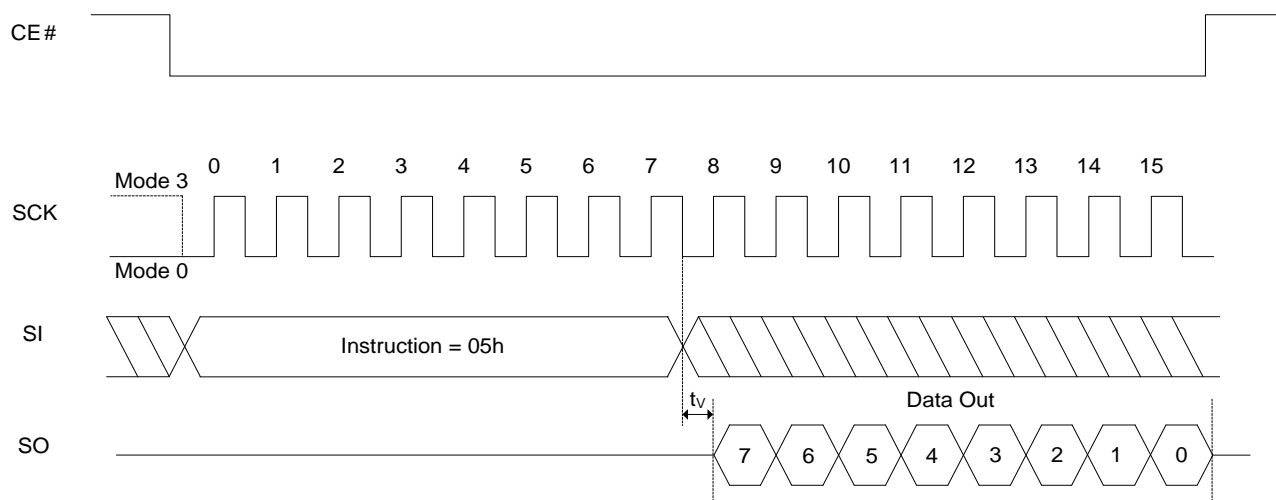 CE#
0 1 2 3 4 5 6 7 8 9 10 11 12 13 14 15
Mode 3
SCK
Mode 0
SI
Instruction = 05h
tV
Data Out
SO
7 6 5 4 3 2 1 0